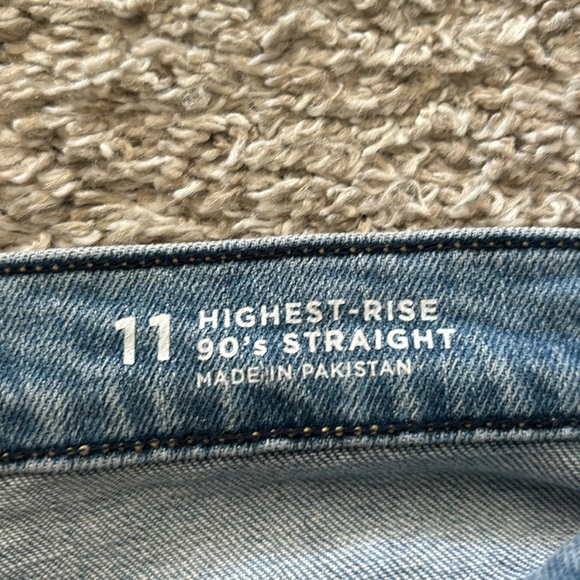 11 HIGHEST-RISE
90's STRAIGHT
MADE IN PAKISTAN